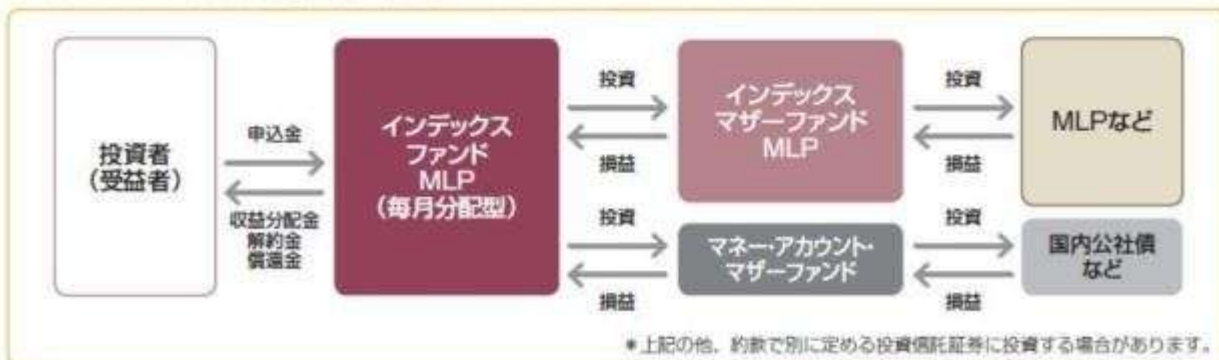 投資者
(受益者)
申込金
収益分配金
解約金
償還金
インデックス
ファンド
MLP
(毎月分配型)
投資
損益
インデックス
マザーファンド
MLP
投資
損益
MLPなど
投資
損益
マネー・アカウント・
マザーファンド
投資
損益
国内公社債
など
*上記の他、約款で別に定める投資信託証券に投資する場合があります。